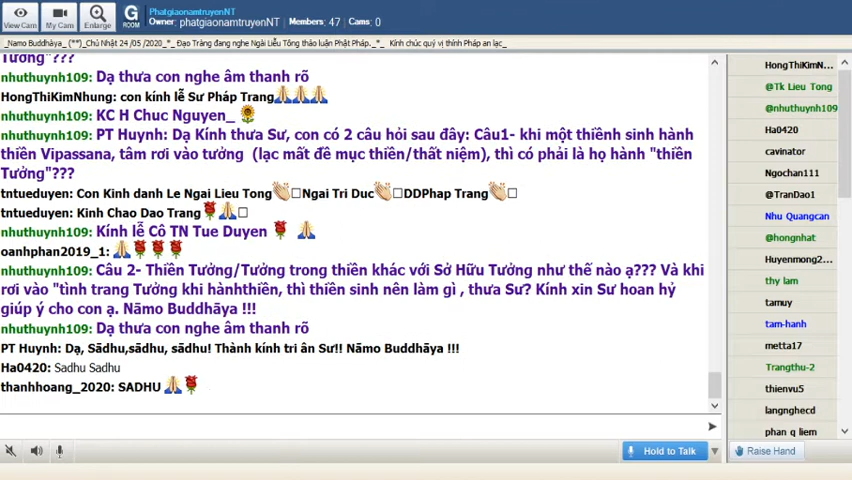 View Cam
My Cam
Enlarge
G
ROOM
PhatgiaonamtruyenNT
Owner: phatgiaonamtruyenNT Members: 47 Cams: 0
_Namo Buddhàya_ (**)_Chủ Nhật 24 /05 /2020_*_ Đạo Tràng đang nghe Ngài Liễu Tông thảo luận Phật Pháp._*_ Kính chúc quý vị thính Pháp an lạc_
Tưởng"???
nhuthuynh109: Dạ thưa con nghe âm thanh rõ
HongThiKimNhung: con kính lễ Sư Pháp Trang🙏🙏🙏
nhuthuynh109: KC H Chuc Nguyen_ 🌻
nhuthuynh109: PT Huynh: Dạ Kính thưa Sư, con có 2 câu hỏi sau đây: Câu1- khi một thiềnh sinh hành
thiền Vipassana, tâm rơi vào tưởng (lạc mất đề mục thiền/thất niệm), thì có phải là họ hành "thiền
Tưởng"???
tntueduyen: Con Kinh danh Le Ngai Lieu Tong👏□Ngai Tri Duc👏□DDPhap Trang👏□
tntueduyen: Kinh Chao Dao Trang🌹🙏□
nhuthuynh109: Kính lễ Cô TN Tue Duyen 🌹 🙏
oanhphan2019_1: 🙏🌹🌹🌹
nhuthuynh109: Câu 2- Thiền Tưởng/Tưởng trong thiền khác với Sở Hữu Tưởng như thế nào ạ??? Và khi
rơi vào "tình trang Tưởng khi hànhthiền, thì thiền sinh nên làm gì , thưa Sư? Kính xin Sư hoan hỷ
giúp ý cho con ạ. Nāmo Buddhāya !!!
nhuthuynh109: Dạ thưa con nghe âm thanh rõ
PT Huynh: Dạ, Sādhu,sādhu, sādhu! Thành kính tri ân Sư!! Nāmo Buddhāya !!!
Ha0420: Sadhu Sadhu
thanhhoang_2020: SADHU 🙏🌹
HongThiKimN...
@Tk Lieu Tong
@nhuthuynh109
Ha0420
cavinator
Ngochan111
@TranDao1
Nhu Quangcan
@hongnhat
Huyenmong2...
thy lam
tamuy
tam-hanh
metta17
Trangthu-2
thienvu5
langnghecd
phan q liem
Hold to Talk
Raise Hand